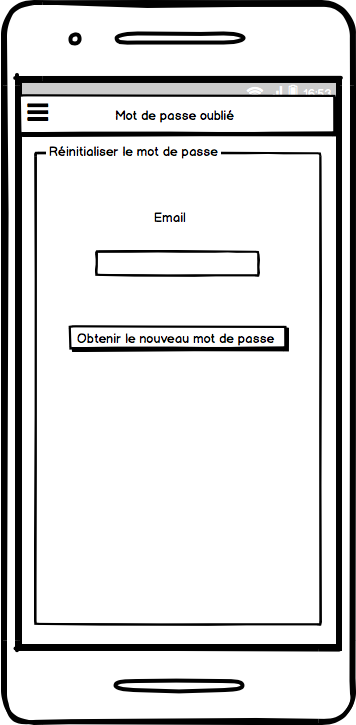 16:53
Mot de passe oublié
Réinitialiser le mot de passe
Email
Obtenir le nouveau mot de passe